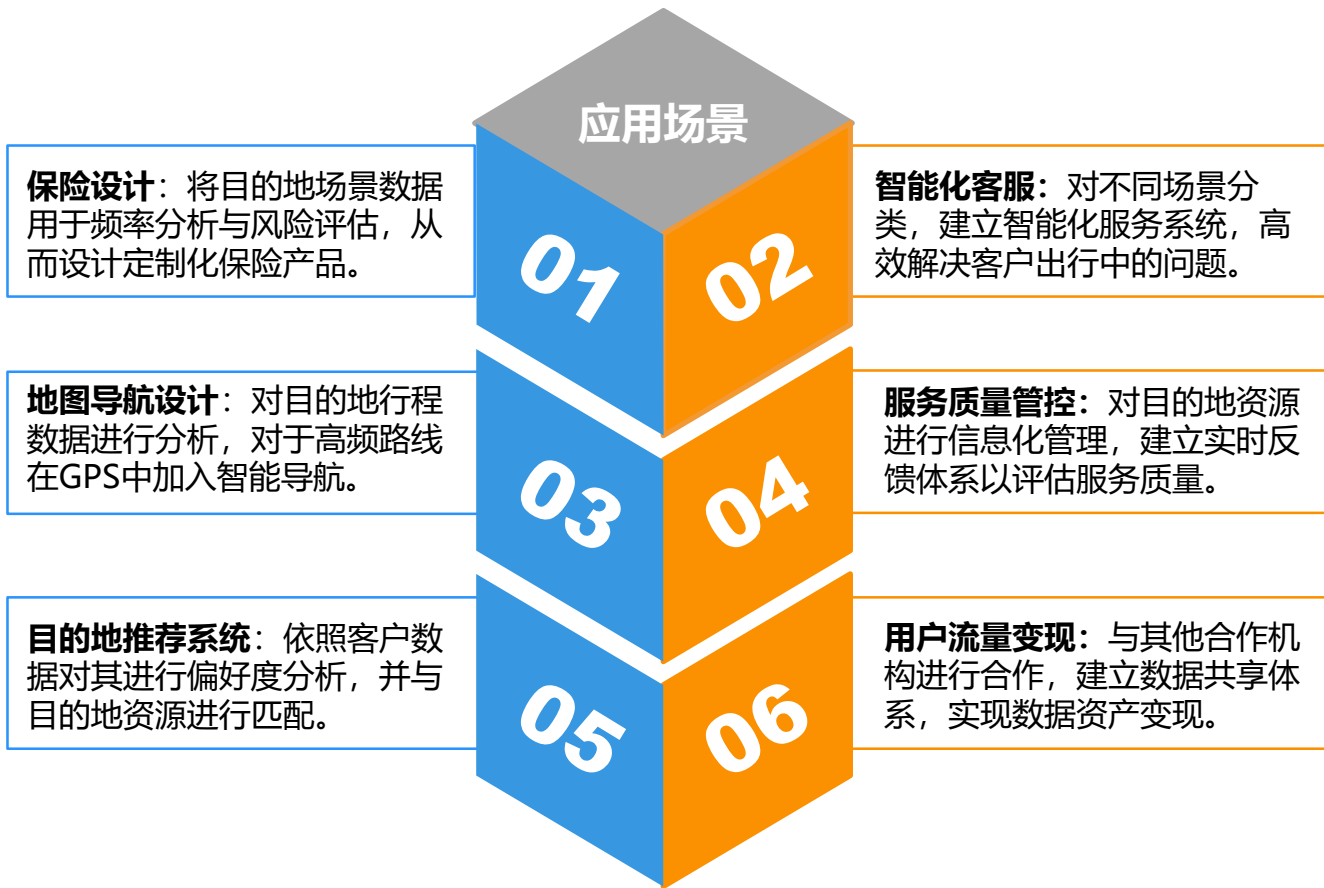 应用场景
保险设计：将目的地场景数据
用于频率分析与风险评估，从
而设计定制化保险产品。
01
02
智能化客服：对不同场景分
类，建立智能化服务系统，高
效解决客户出行中的问题。
地图导航设计：对目的地行程
数据进行分析，对于高频路线
在GPS中加入智能导航。
03
04
服务质量管控：对目的地资源
进行信息化管理，建立实时反
馈体系以评估服务质量。
目的地推荐系统：依照客户数
据对其进行偏好度分析，并与
目的地资源进行匹配。
05
06
用户流量变现：与其他合作机
构进行合作，建立数据共享体
系，实现数据资产变现。